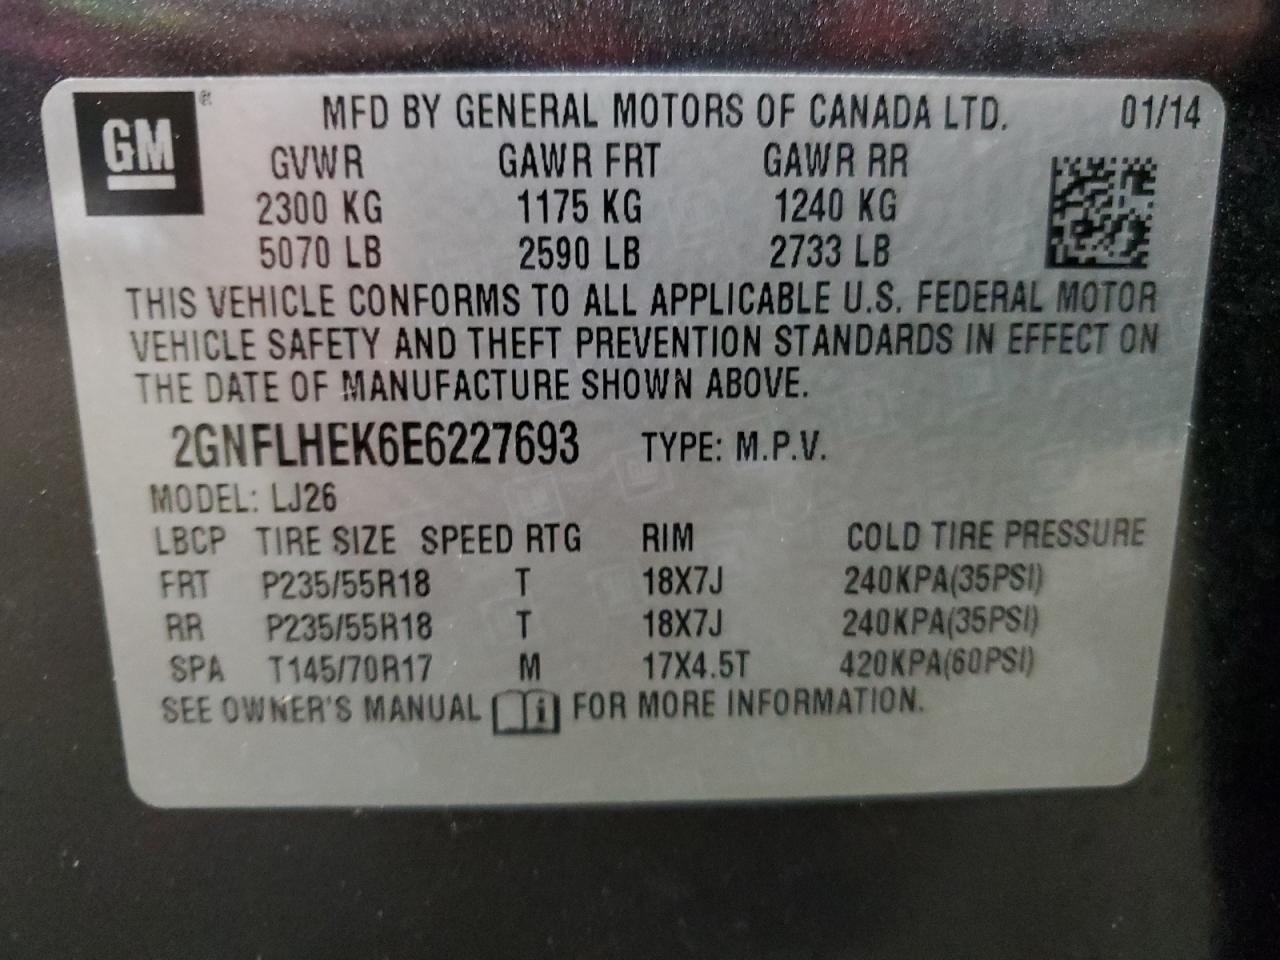 GM ®
MFD BY GENERAL MOTORS OF CANADA LTD. 01/14
GVWR GAWR FRT GAWR RR
2300 KG 1175 KG 1240 KG
5070 LB 2590 LB 2733 LB
THIS VEHICLE CONFORMS TO ALL APPLICABLE U.S. FEDERAL MOTOR
VEHICLE SAFETY AND THEFT PREVENTION STANDARDS IN EFFECT ON
THE DATE OF MANUFACTURE SHOWN ABOVE.
2GNFLHEK6E6227693 TYPE: M.P.V.
MODEL: LJ26
LBCP TIRE SIZE SPEED RTG RIM COLD TIRE PRESSURE
FRT P235/55R18 T 18X7J 240KPA(35PSI)
RR P235/55R18 T 18X7J 240KPA(35PSI)
SPA T145/70R17 M 17X4.5T 420KPA(60PSI)
SEE OWNER'S MANUAL i FOR MORE INFORMATION.